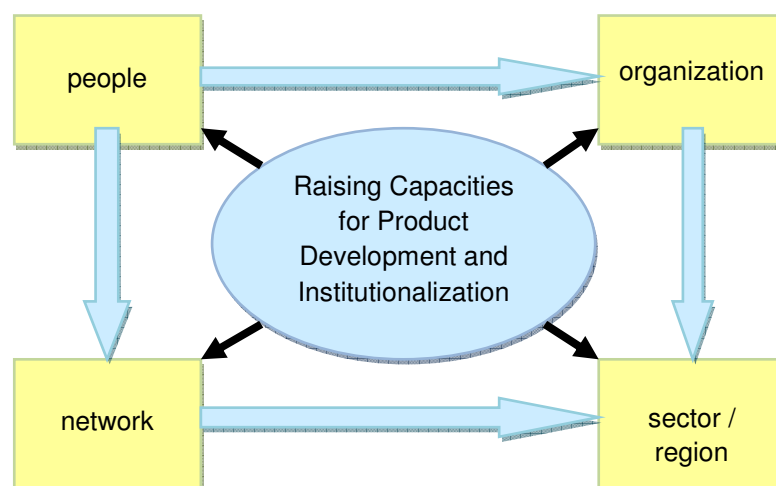 people
organization
Raising Capacities
for Product
Development and
Institutionalization
network
sector /
region